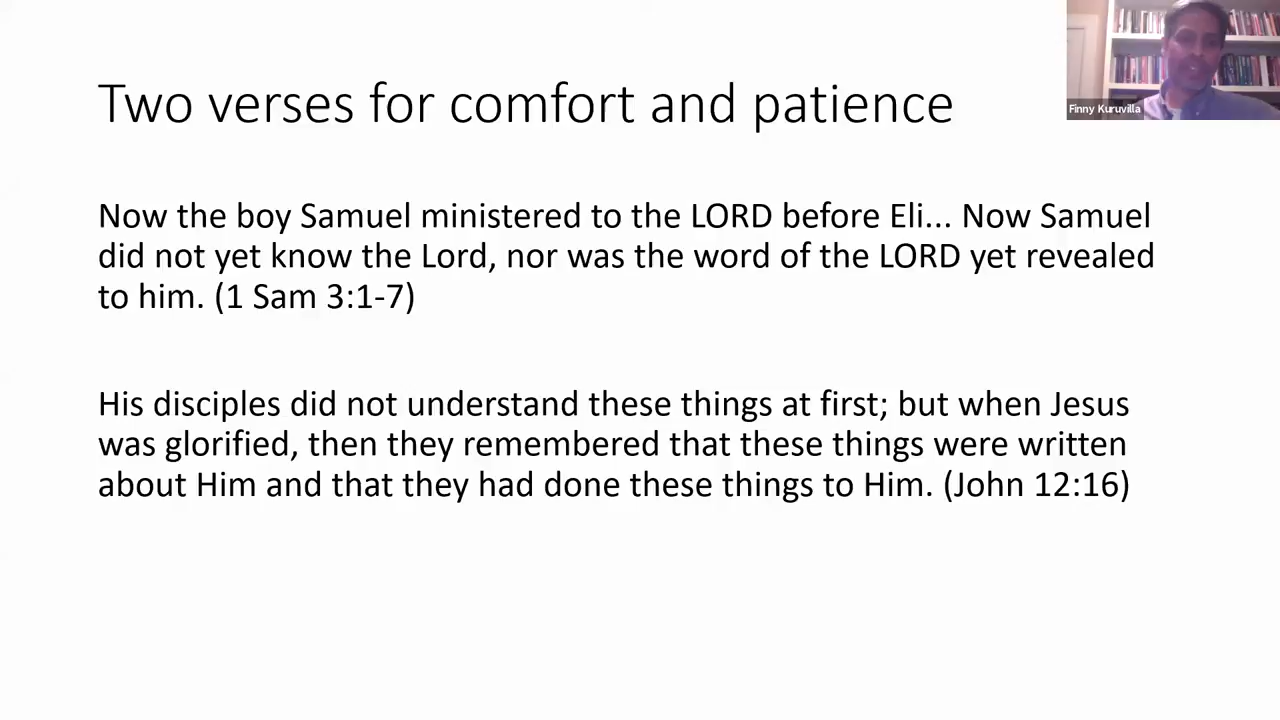 Two verses for comfort and patience
Finny Kuruvilla
Now the boy Samuel ministered to the LORD before Eli... Now Samuel
did not yet know the Lord, nor was the word of the LORD yet revealed
to him. (1 Sam 3:1-7)
His disciples did not understand these things at first; but when Jesus
was glorified, then they remembered that these things were written
about Him and that they had done these things to Him. (John 12:16)